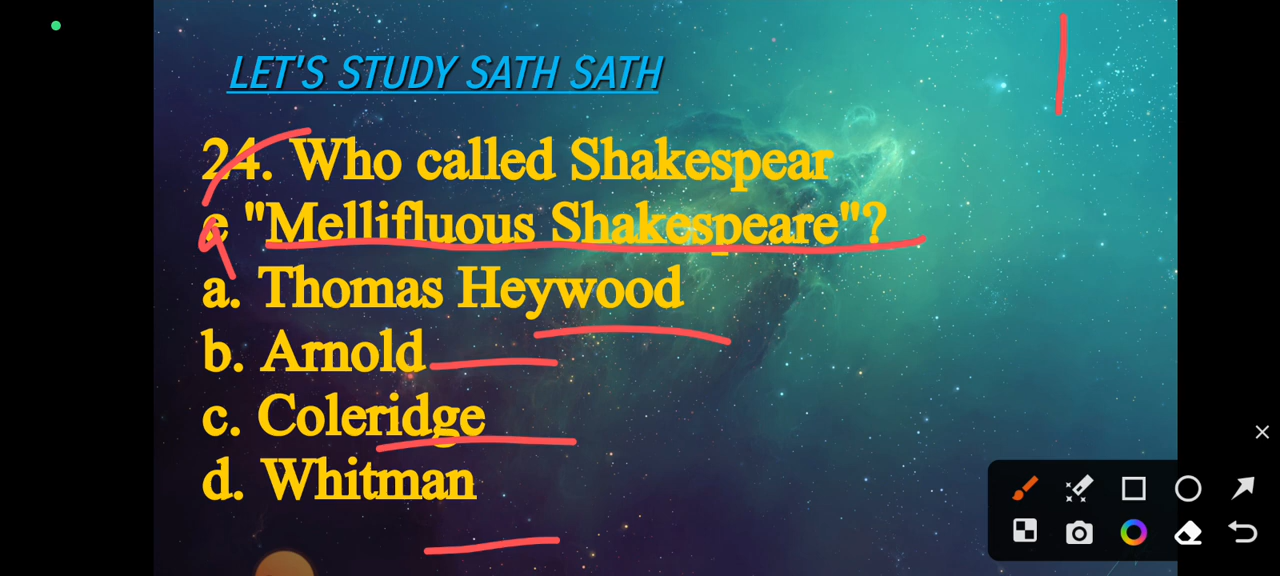 LET'S STUDY SATH SATH
24. Who called Shakespear
e "Mellifluous Shakespeare"?
a. Thomas Heywood
b. Arnold
c. Coleridge
d. Whitman